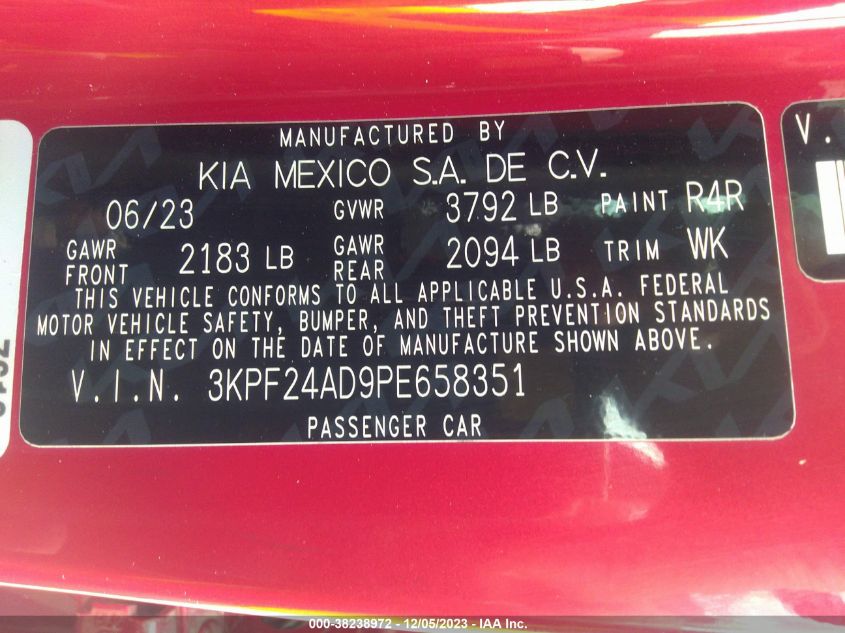 MANUFACTURED BY
KIA MEXICO S.A. DE C.V.
06/23 GVWR 3792 LB PAINT R4R
GAWR FRONT 2183 LB GAWR REAR 2094 LB TRIM WK
THIS VEHICLE CONFORMS TO ALL APPLICABLE U.S.A. FEDERAL
MOTOR VEHICLE SAFETY, BUMPER, AND THEFT PREVENTION STANDARDS
IN EFFECT ON THE DATE OF MANUFACTURE SHOWN ABOVE.
V.I.N. 3KPF24AD9PE658351
PASSENGER CAR
V.
000-38238972 - 12/05/2023 - IAA Inc.